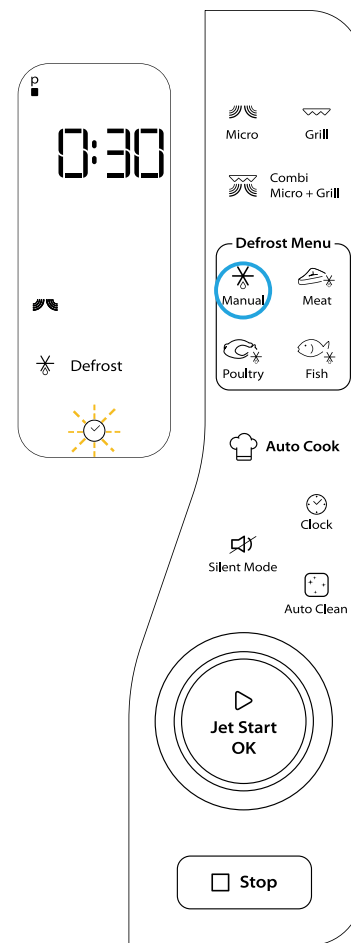 p
0:30
Defrost
Micro
Grill
Combi
Micro + Grill
Defrost Menu
Manual
Meat
Poultry
Fish
Auto Cook
Clock
Silent Mode
Auto Clean
Jet Start
OK
Stop